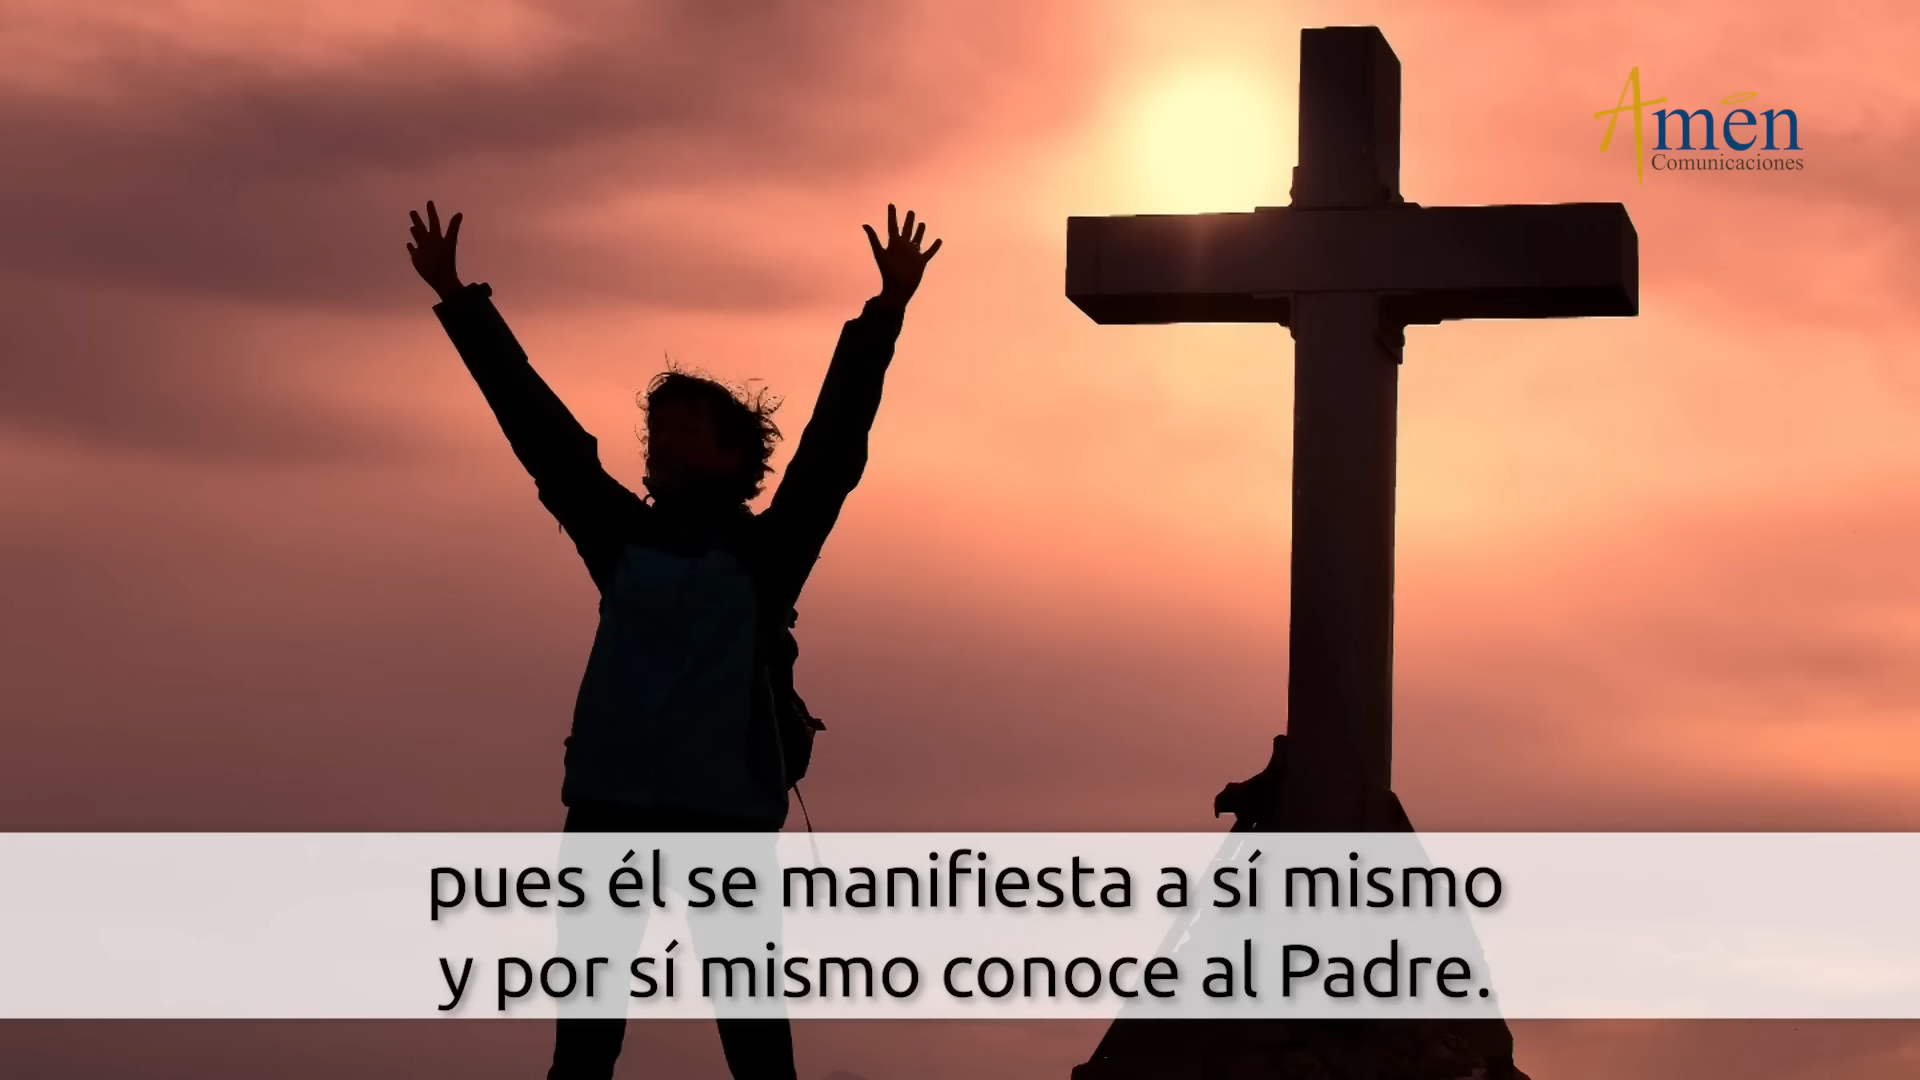 Amén
Comunicaciones
pues él se manifiesta a sí mismo
y por sí mismo conoce al Padre.